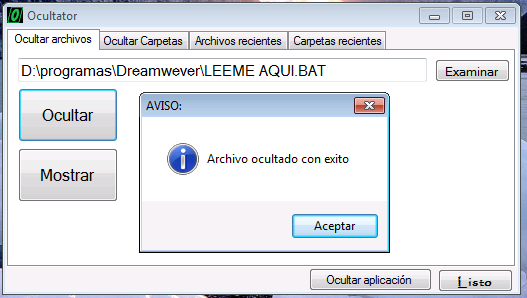 Ocultator
Ocultar archivos Ocultar Carpetas Archivos recientes Carpetas recientes
D:\programas\Dreamwever\LEEME AQUI.BAT Examinar
Ocultar
Mostrar
AVISO:
Archivo ocultado con exito
Aceptar
Ocultar aplicación Listo